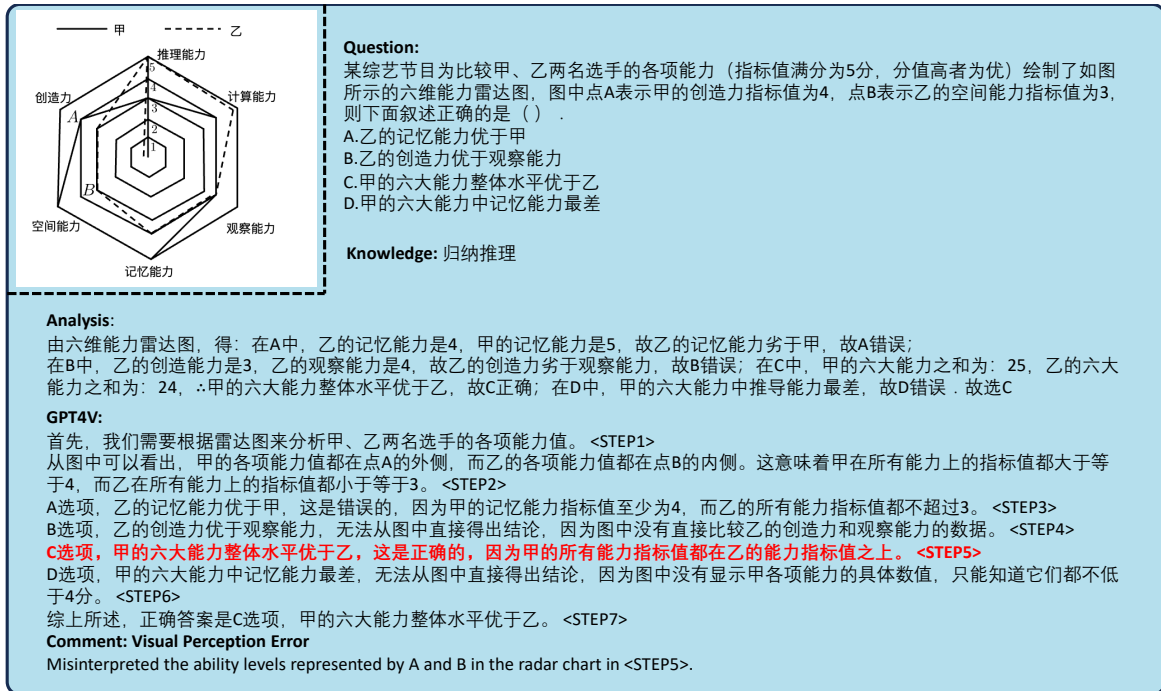 甲 乙
推理能力
计算能力
观察能力
记忆能力
空间能力
创造力
5
4
3
2
1
A
B
Question:
某综艺节目为比较甲、乙两名选手的各项能力（指标值满分为5分，分值高者为优）绘制了如图
所示的六维能力雷达图，图中点A表示甲的创造力指标值为4，点B表示乙的空间能力指标值为3，
则下面叙述正确的是（ ）.
A.乙的记忆能力优于甲
B.乙的创造力优于观察能力
C.甲的六大能力整体水平优于乙
D.甲的六大能力中记忆能力最差
Knowledge: 归纳推理
Analysis:
由六维能力雷达图，得：在A中，乙的记忆能力是4，甲的记忆能力是5，故乙的记忆能力劣于甲，故A错误；
在B中，乙的创造能力是3，乙的观察能力是4，故乙的创造力劣于观察能力，故B错误；在C中，甲的六大能力之和为：25，乙的六大
能力之和为：24，∴甲的六大能力整体水平优于乙，故C正确；在D中，甲的六大能力中推导能力最差，故D错误．故选C
GPT4V:
首先，我们需要根据雷达图来分析甲、乙两名选手的各项能力值。 <STEP1>
从图中可以看出，甲的各项能力值都在点A的外侧，而乙的各项能力值都在点B的内侧。这意味着甲在所有能力上的指标值都大于等
于4，而乙在所有能力上的指标值都小于等于3。 <STEP2>
A选项，乙的记忆能力优于甲，这是错误的，因为甲的记忆能力指标值至少为4，而乙的所有能力指标值都不超过3。 <STEP3>
B选项，乙的创造力优于观察能力，无法从图中直接得出结论，因为图中没有直接比较乙的创造力和观察能力的数据。 <STEP4>
C选项，甲的六大能力整体水平优于乙，这是正确的，因为甲的所有能力指标值都在乙的能力指标值之上。 <STEP5>
D选项，甲的六大能力中记忆能力最差，无法从图中直接得出结论，因为图中没有显示甲各项能力的具体数值，只能知道它们都不低
于4分。 <STEP6>
综上所述，正确答案是C选项，甲的六大能力整体水平优于乙。 <STEP7>
Comment: Visual Perception Error
Misinterpreted the ability levels represented by A and B in the radar chart in <STEP5>.